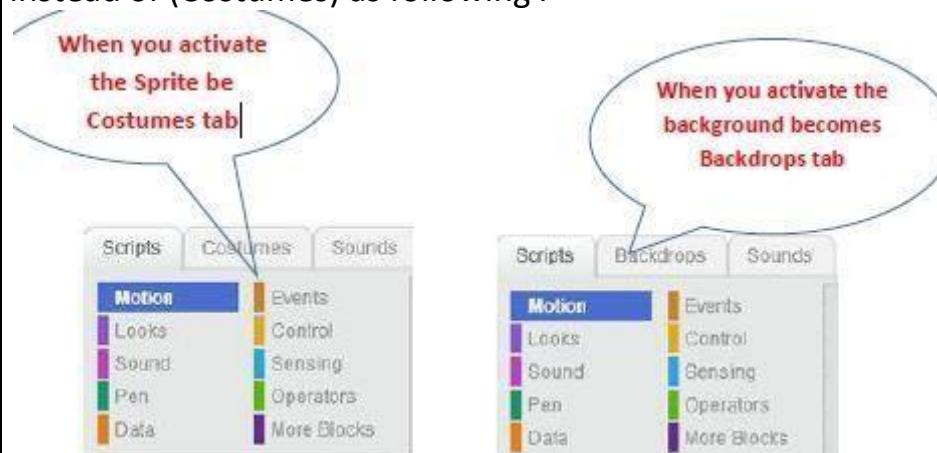 instead of (Costumes) as following :
When you activate
the Sprite be
Costumes tab
When you activate the
background becomes
Backdrops tab
Scripts Costumes Sounds
Motion Events
Looks Control
Sound Sensing
Pen Operators
Data More Blocks
Scripts Backdrops Sounds
Motion Events
Looks Control
Sound Sensing
Pen Operators
Data More Blocks